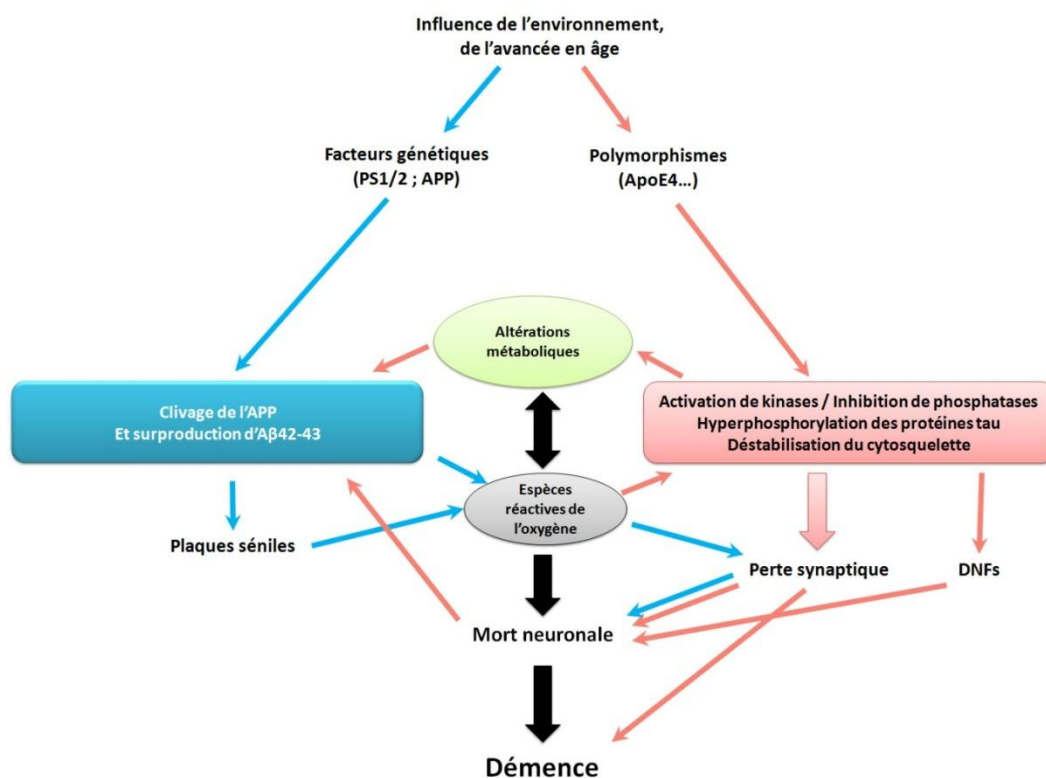 Influence de l’environnement,
de l’avancée en âge
Facteurs génétiques
(PS1/2 ; APP)
Polymorphismes
(ApoE4…)
Altérations
métaboliques
Clivage de l’APP
Et surproduction d’Aβ42-43
Activation de kinases / Inhibition de phosphatases
Hyperphosphorylation des protéines tau
Déstabilisation du cytosquelette
Espèces
réactives de
l’oxygène
Plaques séniles
Perte synaptique
DNFs
Mort neuronale
Démence